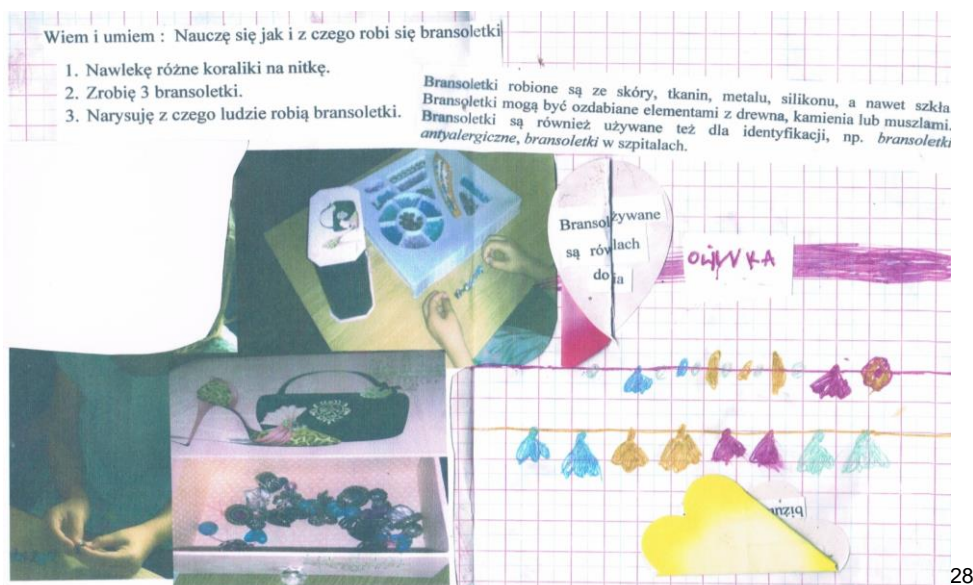 Wiem i umiem : Nauczę się jak i z czego robi się bransoletki
1. Nawlekę różne koraliki na nitkę.
2. Zrobię 3 bransoletki.
3. Narysuję z czego ludzie robią bransoletki.
Bransoletki robione są ze skóry, tkanin, metalu, silikonu, a nawet szkła
Bransoletki mogą być ozdabiane elementami z drewna, kamienia lub muszlami.
Bransoletki są również używane też dla identyfikacji, np. bransoletki
antyalergiczne, bransoletki w szpitalach.
Bransol żywane
są rów lach
do ia
biżu
28